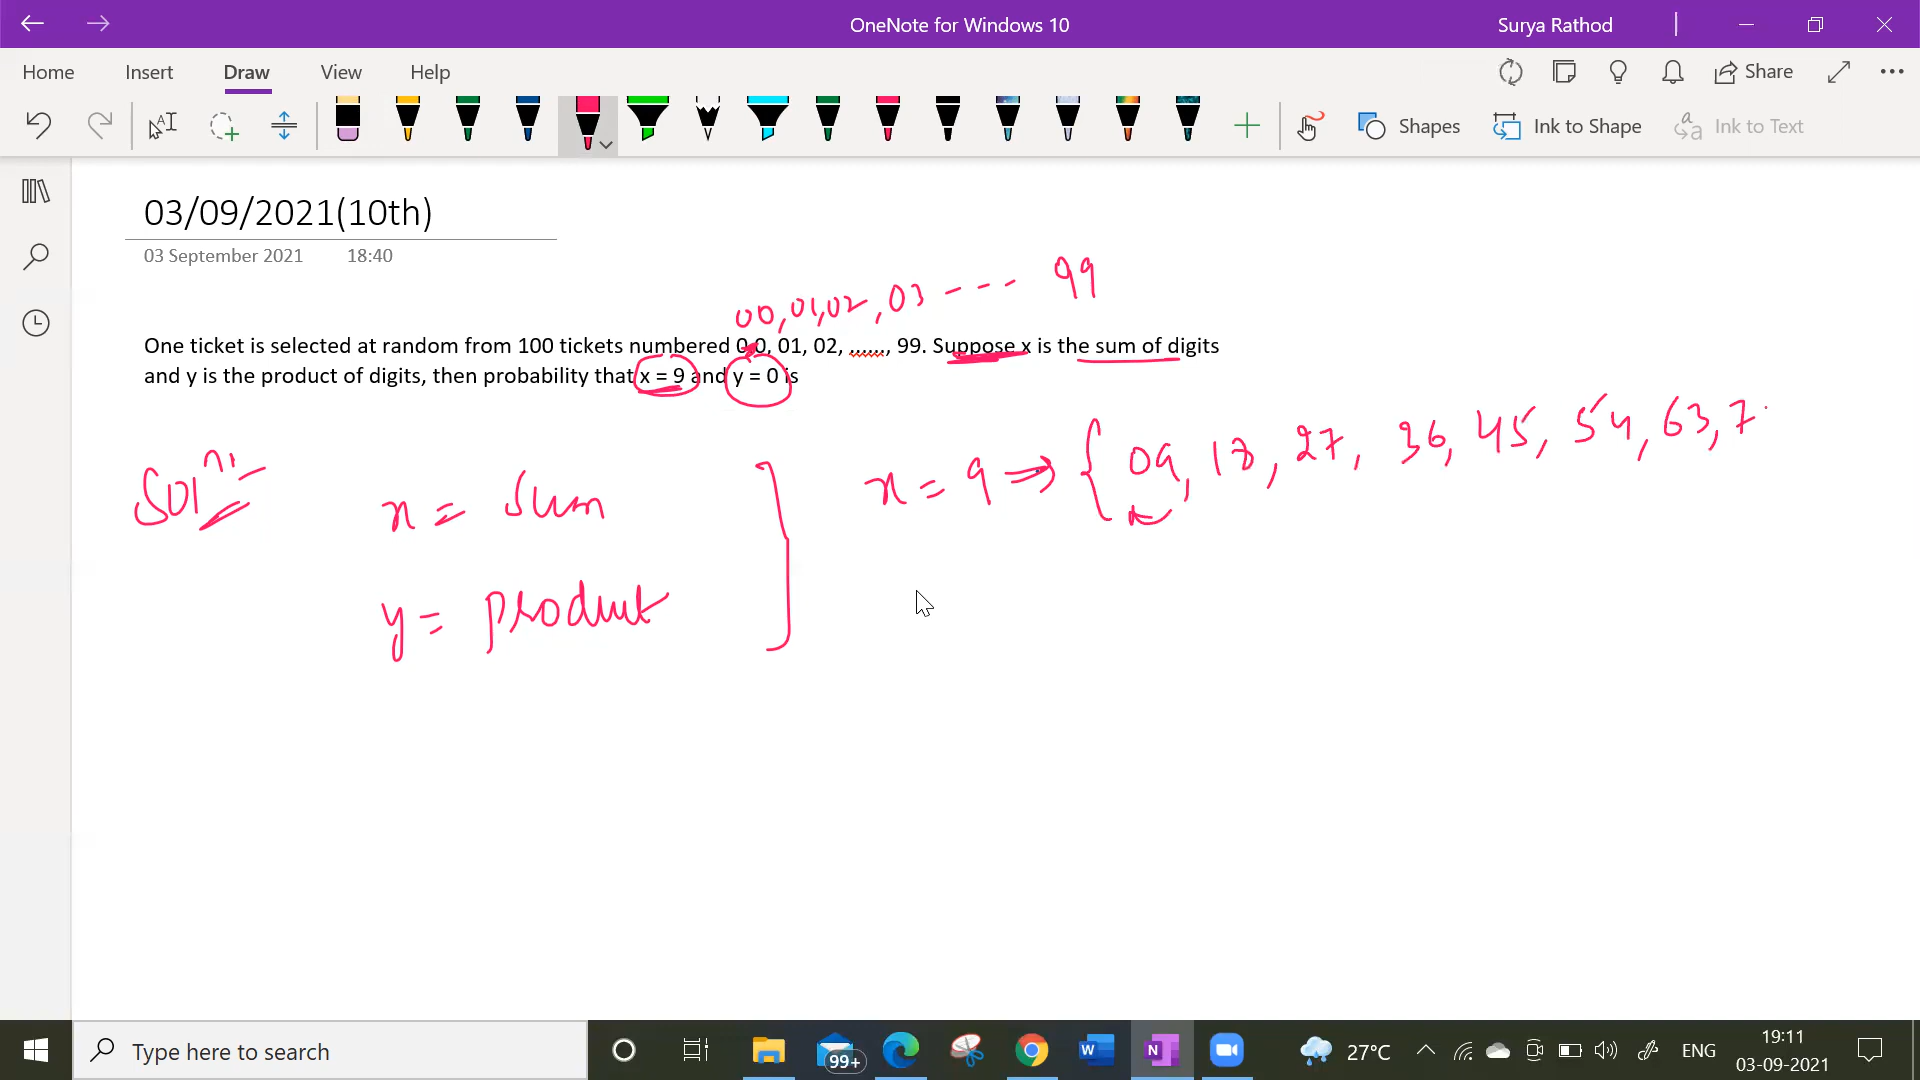 OneNote for Windows 10
Surya Rathod
Home Insert Draw View Help
Share
Shapes Ink to Shape Ink to Text
03/09/2021(10th)
03 September 2021 18:40
00, 01, 02, 03 --- 99
One ticket is selected at random from 100 tickets numbered 0,0, 01, 02, ,,,,,,, 99. Suppose x is the sum of digits
and y is the product of digits, then probability that x = 9 and y = 0 is
Solⁿ:
x = Sum
y = product
x = 9 ⇒ { 09, 18, 27, 36, 45, 54, 63, 7
Type here to search
99+
27°C
ENG
19:11
03-09-2021